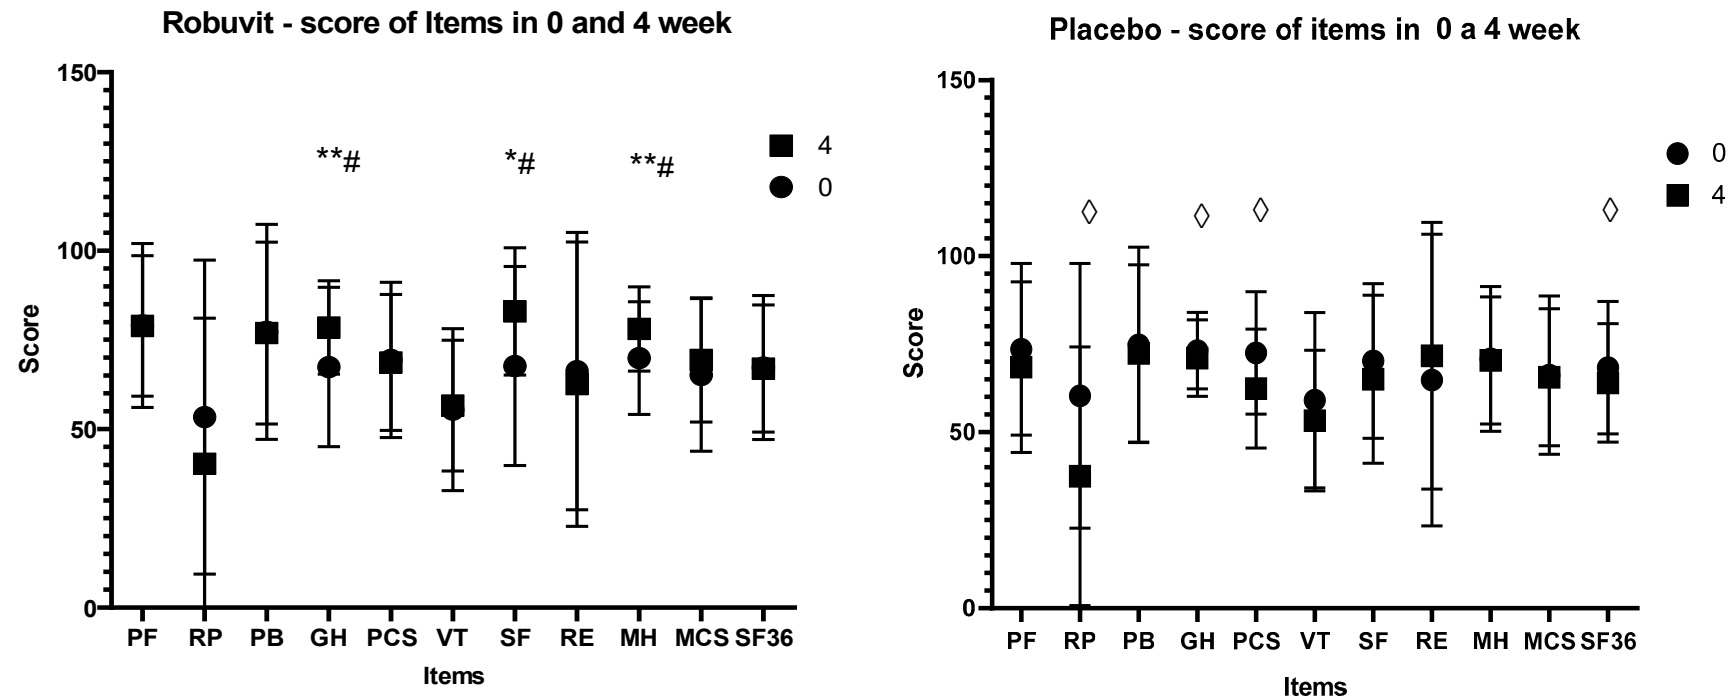 Robuvit - score of Items in 0 and 4 week
150
100
50
0
Score
**#
*#
**#
4
0
PF RP PB GH PCS VT SF RE MH MCS SF36
Items
Placebo - score of items in 0 a 4 week
150
100
50
0
Score
◊ ◊ ◊ ◊
0
4
PF RP PB GH PCS VT SF RE MH MCS SF36
Items